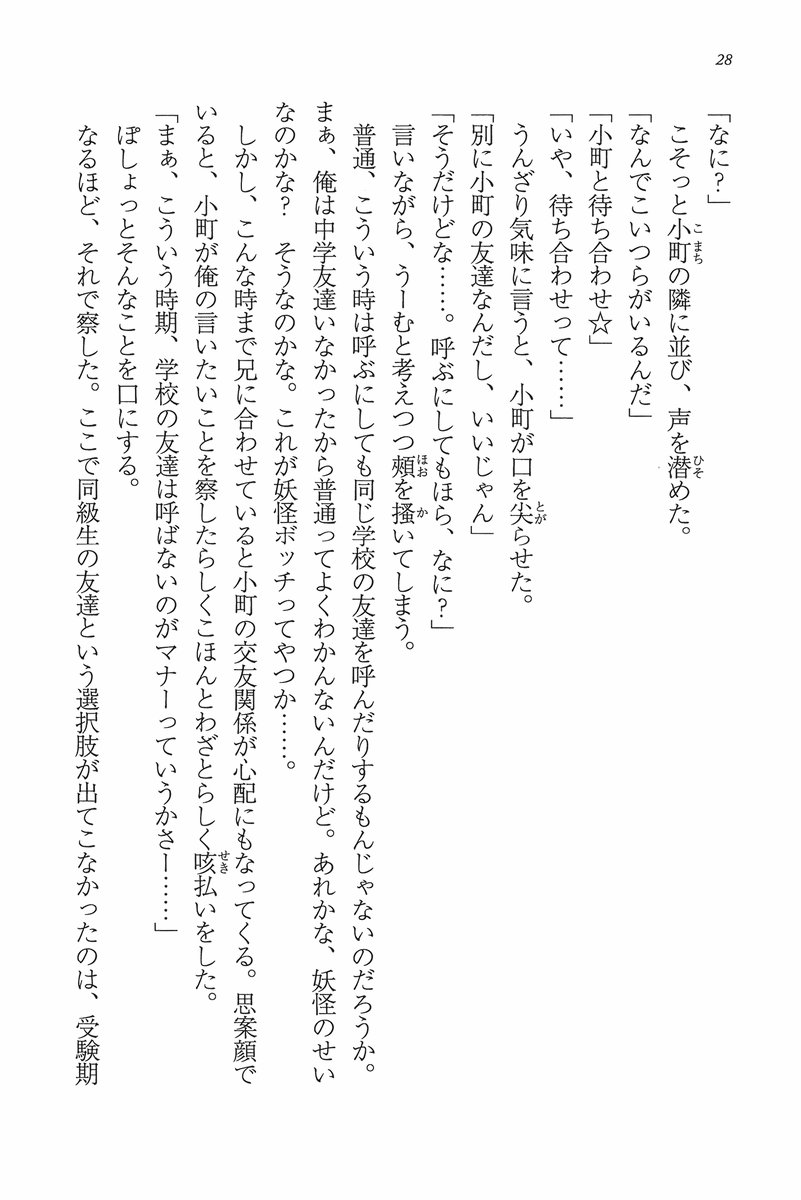 28
「なに？」
こそっと小町の隣に並び、声を潜めた。
「なんでこいつらがいるんだ」
「小町と待ち合わせ☆」
「いや、待ち合わせって……」
うんざり気味に言うと、小町が口を尖らせた。
「別に小町の友達なんだし、いいじゃん」
「そうだけどな……。呼ぶにしてもほら、なに？」
言いながら、うーむと考えつつ頰を掻いてしまう。
普通、こういう時は呼ぶにしても同じ学校の友達を呼んだりするもんじゃないのだろうか。
まぁ、俺は中学友達いなかったから普通ってよくわかんないんだけど。あれかな、妖怪のせい
なのかな？　そうなのかな。これが妖怪ボッチってやつか……。
しかし、こんな時まで兄に合わせていると小町の交友関係が心配にもなってくる。思案顔で
いると、小町が俺の言いたいことを察したらしくこほんとわざとらしく咳払いをした。
「まぁ、こういう時期、学校の友達は呼ばないのがマナーっていうかさー……」
ぽしょっとそんなことを口にする。
なるほど、それで察した。ここで同級生の友達という選択肢が出てこなかったのは、受験期